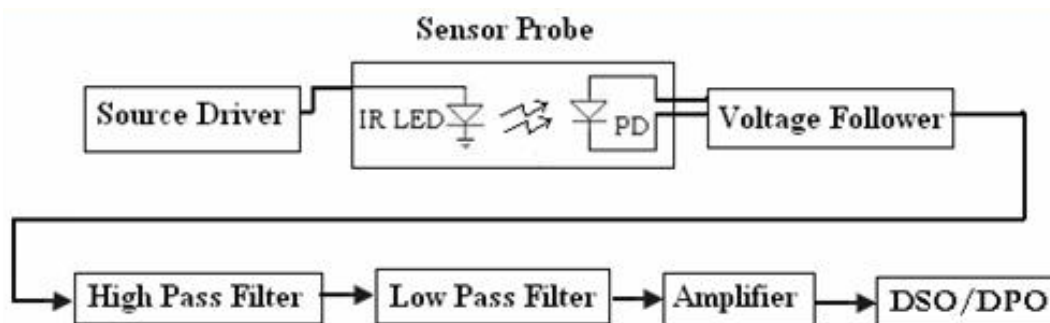 Sensor Probe
Source Driver
IR LED
PD
Voltage Follower
High Pass Filter
Low Pass Filter
Amplifier
DSO/DPO